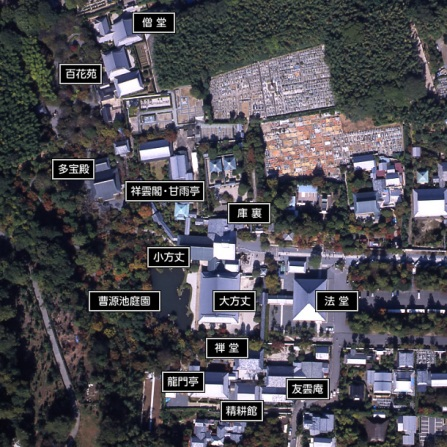 僧堂
百花苑
多宝殿
祥雲閣・甘雨亭
庫裏
小方丈
曹源池庭園
大方丈
法堂
禅堂
龍門亭
友雲庵
精耕館